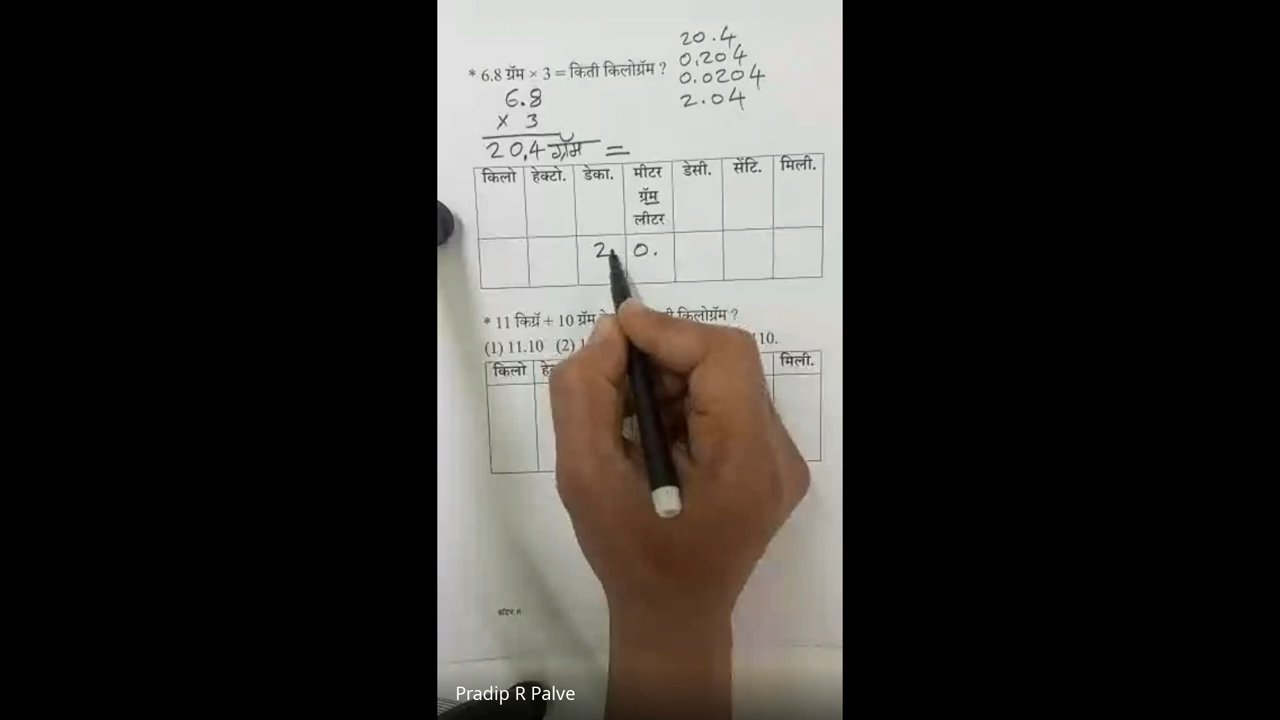 20.4
0.204
* 6.8 ग्रॅम × 3 = किती किलोग्रॅम ?
0.0204
6.8
2.04
× 3
20.4 ग्रॅम =
किलो हेक्टो. डेका. मीटर डेसी. सेंटि. मिली.
ग्रॅम
लीटर
2 0.
* 11 किग्रॅ + 10 ग्रॅम किलोग्रॅम ?
(1) 11.10 (2) 10.
किलो मिली.
Pradip R Palve